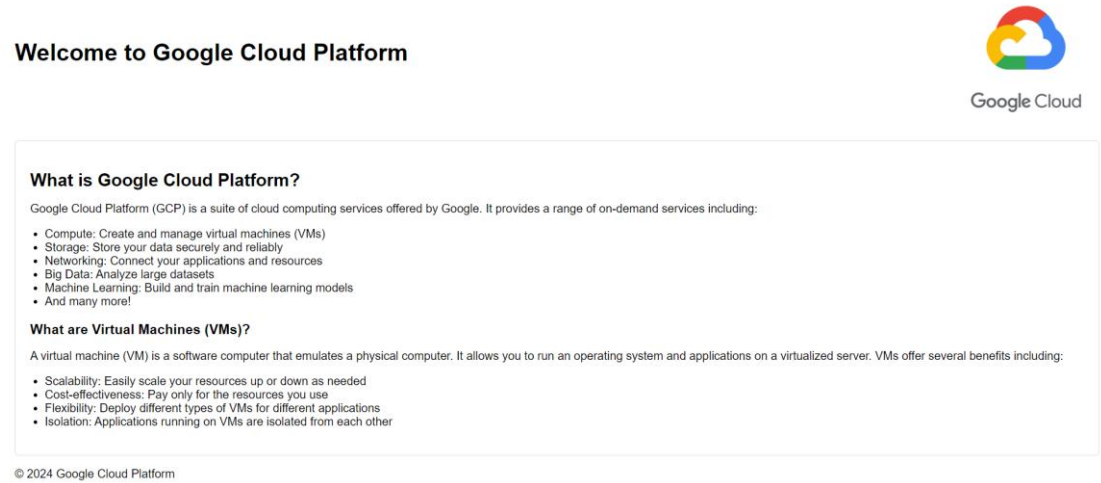 Welcome to Google Cloud Platform
Google Cloud
What is Google Cloud Platform?
Google Cloud Platform (GCP) is a suite of cloud computing services offered by Google. It provides a range of on-demand services including:
• Compute: Create and manage virtual machines (VMs)
• Storage: Store your data securely and reliably
• Networking: Connect your applications and resources
• Big Data: Analyze large datasets
• Machine Learning: Build and train machine learning models
• And many more!
What are Virtual Machines (VMs)?
A virtual machine (VM) is a software computer that emulates a physical computer. It allows you to run an operating system and applications on a virtualized server. VMs offer several benefits including:
• Scalability: Easily scale your resources up or down as needed
• Cost-effectiveness: Pay only for the resources you use
• Flexibility: Deploy different types of VMs for different applications
• Isolation: Applications running on VMs are isolated from each other
© 2024 Google Cloud Platform